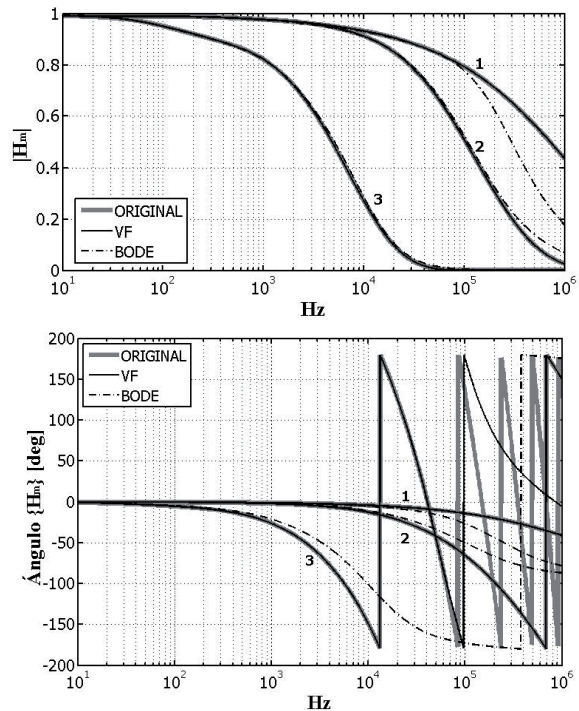 1
0.8
0.6
0.4
0.2
0
|Hm|
1
2
3
ORIGINAL
VF
BODE
10^1 10^2 10^3 10^4 10^5 10^6
Hz
200
150
100
50
0
-50
-100
-150
-200
Ángulo {Hm} [deg]
ORIGINAL
VF
BODE
1
2
3
10^1 10^2 10^3 10^4 10^5 10^6
Hz